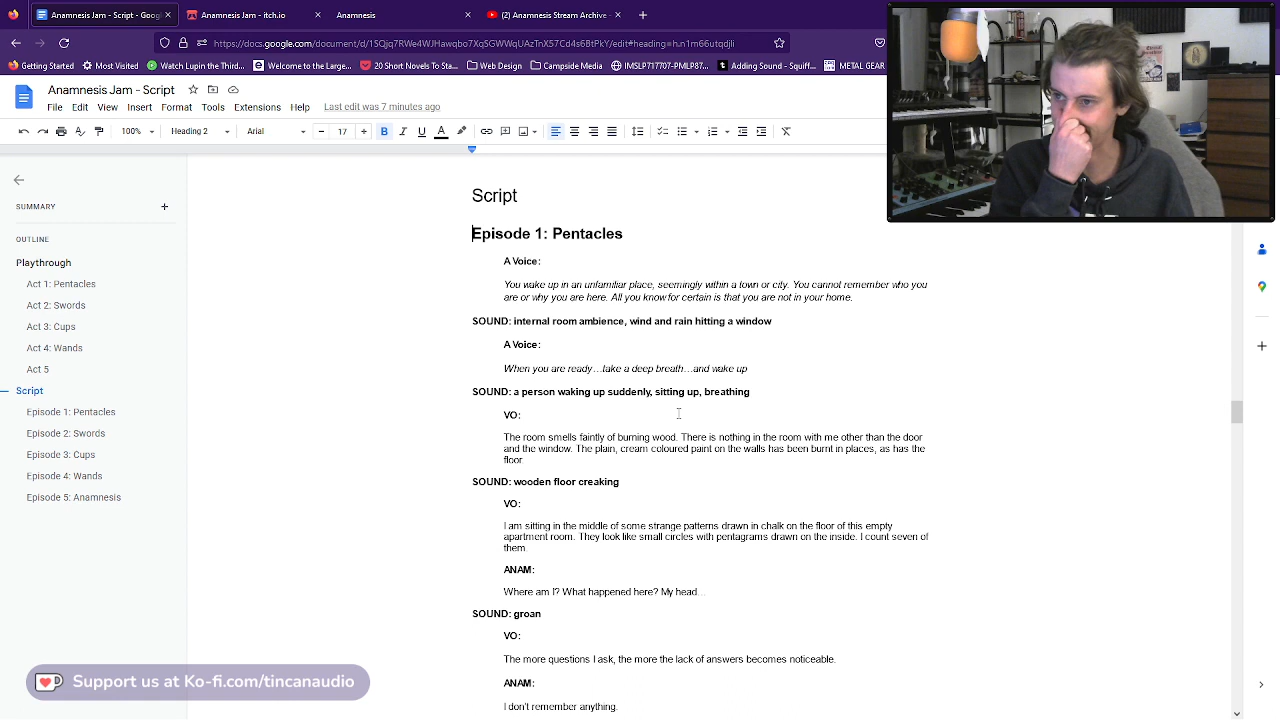 Anamnesis Jam - Script - Goog
Anamnesis Jam - itch.io
Anamnesis
(2) Anamnesis Stream Archive -
https://docs.google.com/document/d/1SQjq7RWe4WJHawqbo7XqSGWWqUAzTnXS7Cd4s6BtPkY/edit#heading=hn1m66utqdjli
Getting Started
Most Visited
Watch Lupin the Third...
Welcome to the Large...
20 Short Novels To Sta...
Web Design
Campside Media
IMSLP717707-PMLP87...
Adding Sound - Squiff...
METAL GEAR
Anamnesis Jam - Script
File Edit View Insert Format Tools Extensions Help Last edit was 7 minutes ago
100% Heading 2 Arial 17
SUMMARY
OUTLINE
Playthrough
Act 1: Pentacles
Act 2: Swords
Act 3: Cups
Act 4: Wands
Act 5
Script
Episode 1: Pentacles
Episode 2: Swords
Episode 3: Cups
Episode 4: Wands
Episode 5: Anamnesis
Script
Episode 1: Pentacles
A Voice:
You wake up in an unfamiliar place, seemingly within a town or city. You cannot remember who you
are or why you are here. All you know for certain is that you are not in your home.
SOUND: internal room ambience, wind and rain hitting a window
A Voice:
When you are ready…take a deep breath…and wake up
SOUND: a person waking up suddenly, sitting up, breathing
VO:
The room smells faintly of burning wood. There is nothing in the room with me other than the door
and the window. The plain, cream coloured paint on the walls has been burnt in places, as has the
floor.
SOUND: wooden floor creaking
VO:
I am sitting in the middle of some strange patterns drawn in chalk on the floor of this empty
apartment room. They look like small circles with pentagrams drawn on the inside. I count seven of
them.
ANAM:
Where am I? What happened here? My head…
SOUND: groan
VO:
The more questions I ask, the more the lack of answers becomes noticeable.
ANAM:
I don't remember anything.
Support us at Ko-fi.com/tincanaudio